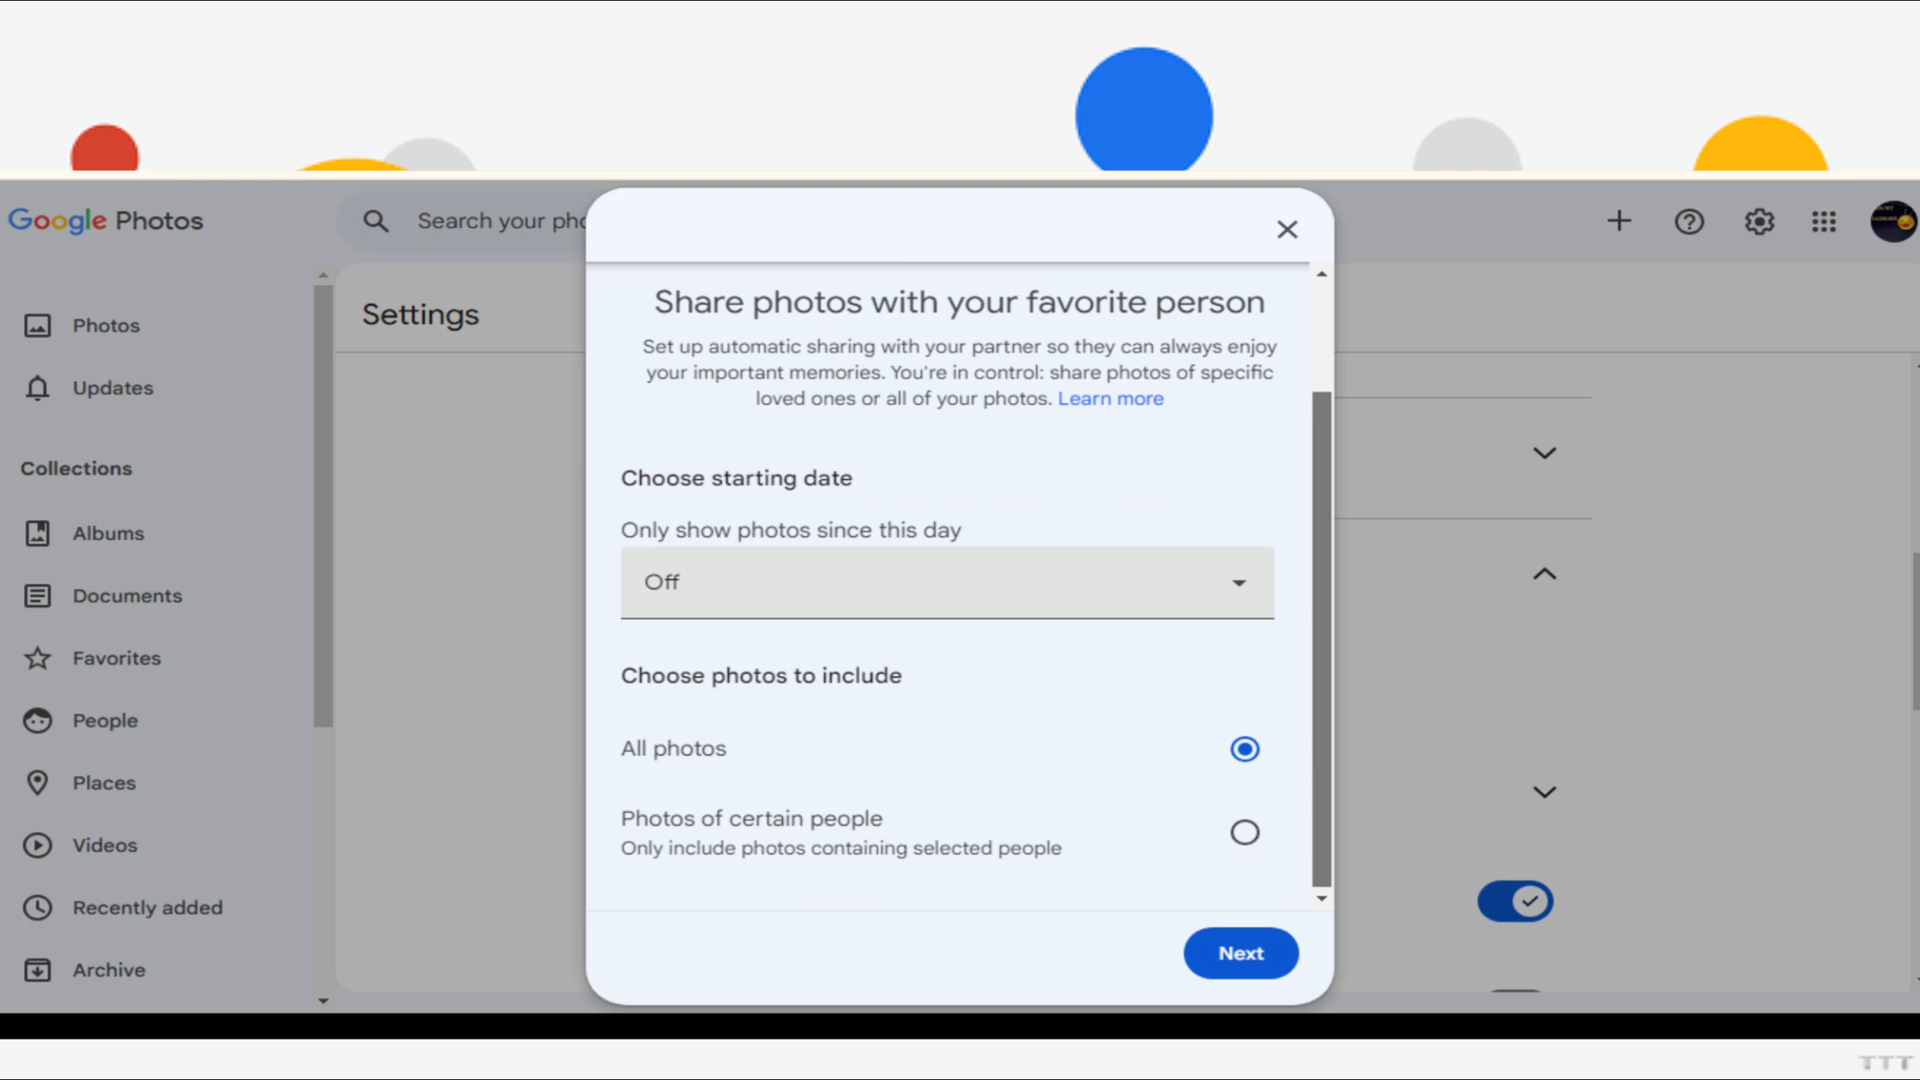 Google Photos
Search your pho
Photos
Updates
Collections
Albums
Documents
Favorites
People
Places
Videos
Recently added
Archive
Settings
Share photos with your favorite person
Set up automatic sharing with your partner so they can always enjoy
your important memories. You're in control: share photos of specific
loved ones or all of your photos. Learn more
Choose starting date
Only show photos since this day
Off
Choose photos to include
All photos
Photos of certain people
Only include photos containing selected people
Next
TTT